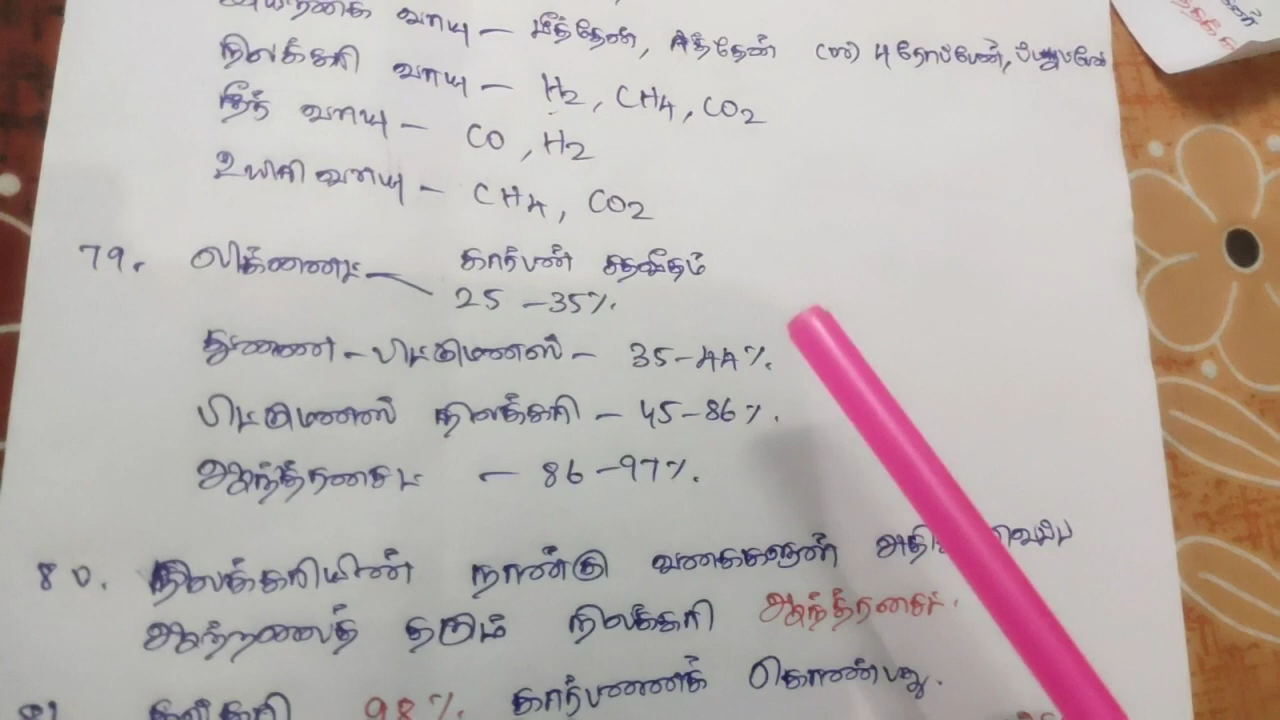 வாயு – மீத்தேன், ஈத்தேன் (ம) புரோப்பேன்,
நிலக்கரி வாயு – H2, CH4, CO2
நீர் வாயு – CO, H2
உயிரி வாயு – CH4, CO2
79. லிக்னைட் – கார்பன் சதவீதம்
25 – 35%.
துணை – பிட்டுமினஸ் – 35–44%.
பிட்டுமினஸ் நிலக்கரி – 45–86%.
ஆந்த்ரசைட் – 86–97%.
80. நிலக்கரியின் நான்கு வகைகளுள் வெப்ப
ஆற்றலைத் தரும் நிலக்கரி ஆந்த்ரசைட்.
81 98% கார்பனைக் கொண்டது.